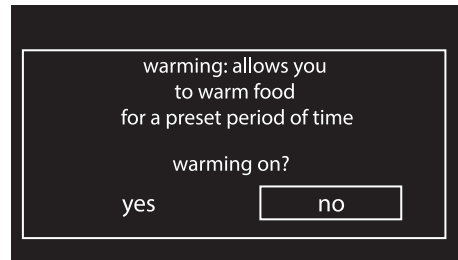 warming: allows you
to warm food
for a preset period of time
warming on?
yes no